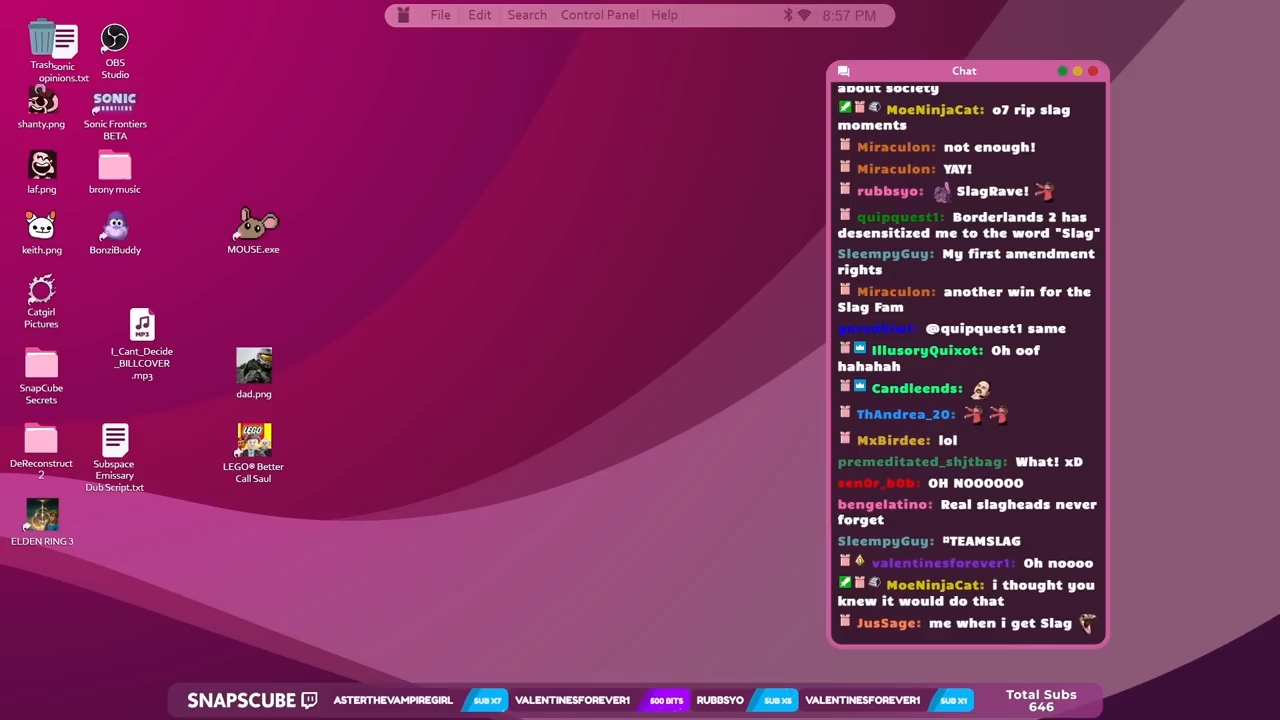 File Edit Search Control Panel Help 8:57 PM
Trash
sonic
opinions.txt
OBS
Studio
shanty.png
SONIC
FRONTIERS
Sonic Frontiers
BETA
laf.png
brony music
keith.png
BonziBuddy
MOUSE.exe
Catgirl
Pictures
MP3
I_Cant_Decide
_BILLCOVER
.mp3
SnapCube
Secrets
dad.png
DeReconstruct
2
Subspace
Emissary
Dub Script.txt
LEGO
LEGO® Better
Call Saul
ELDEN RING 3
Chat
about society
MoeNinjaCat: o7 rip slag
moments
Miraculon: not enough!
Miraculon: YAY!
rubbsyo: SlagRave!
quipquest1: Borderlands 2 has
desensitized me to the word "Slag"
SleempyGuy: My first amendment
rights
Miraculon: another win for the
Slag Fam
@quipquest1 same
IllusoryQuixot: Oh oof
hahahah
Candleends:
ThAndrea_20:
MxBirdee: lol
premeditated_shjtbag: What! xD
sen0r_b0b: OH NOOOOOO
bengelatino: Real slagheads never
forget
SleempyGuy: ¤TEAMSLAG
valentinesforever1: Oh noooo
MoeNinjaCat: i thought you
knew it would do that
JusSage: me when i get Slag
SNAPSCUBE ASTERTHEVAMPIREGIRL SUB X7 VALENTINESFOREVER1 500 BITS RUBBSYO SUB X5 VALENTINESFOREVER1 SUB X1 Total Subs
646